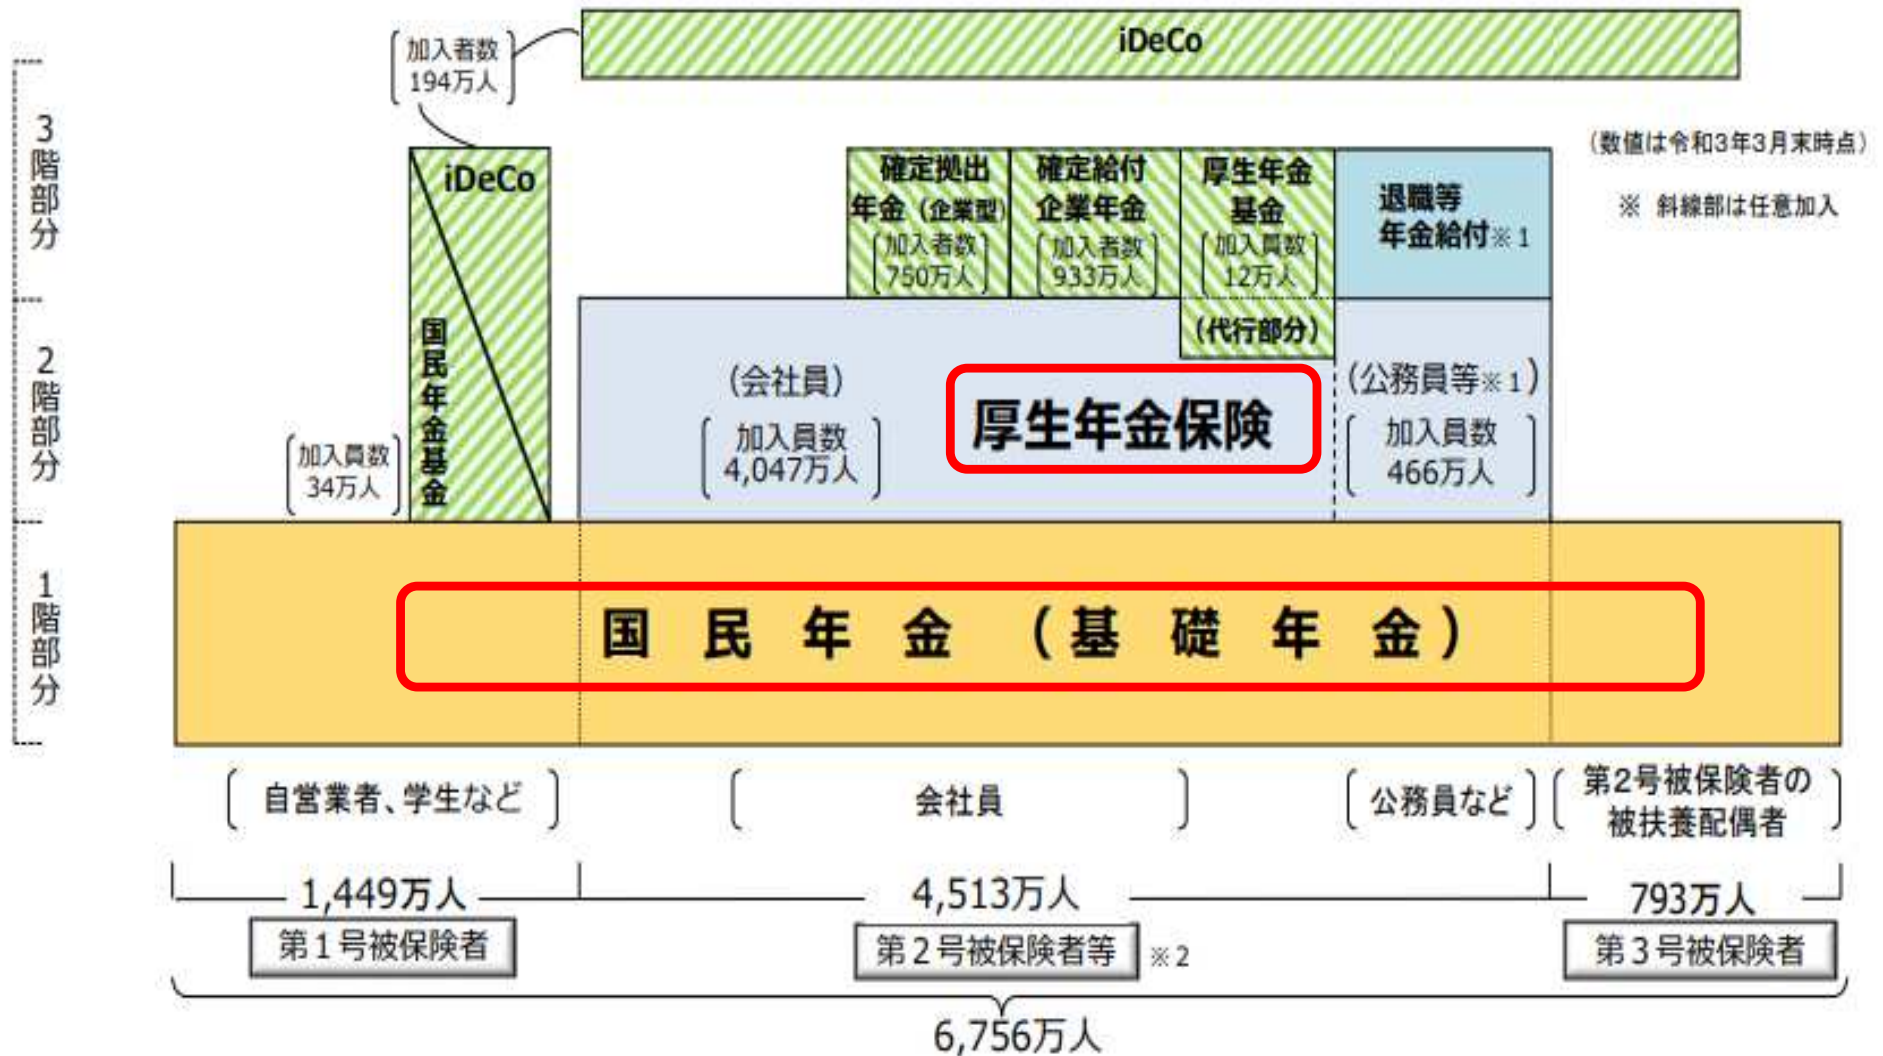 iDeCo
加入者数
194万人
3階部分
2階部分
1階部分
(数値は令和3年3月末時点)
※ 斜線部は任意加入
iDeCo
国民年金基金
加入員数
34万人
確定拠出
年金(企業型)
加入者数
750万人
確定給付
企業年金
加入者数
933万人
厚生年金
基金
加入員数
12万人
(代行部分)
退職等
年金給付※1
(会社員)
加入員数
4,047万人
厚生年金保険
(公務員等※1)
加入員数
466万人
国民年金(基礎年金)
自営業者、学生など
会社員
公務員など
第2号被保険者の
被扶養配偶者
1,449万人
4,513万人
793万人
第1号被保険者
第2号被保険者等 ※2
第3号被保険者
6,756万人